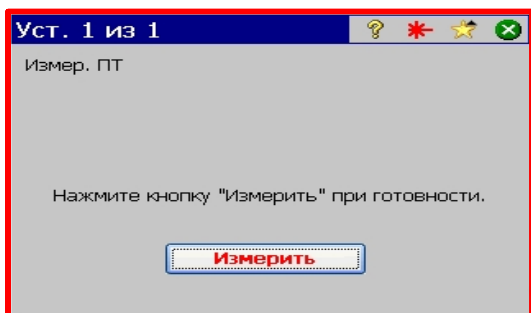 Уст. 1 из 1
Измер. ПТ
Нажмите кнопку "Измерить" при готовности.
Измерить